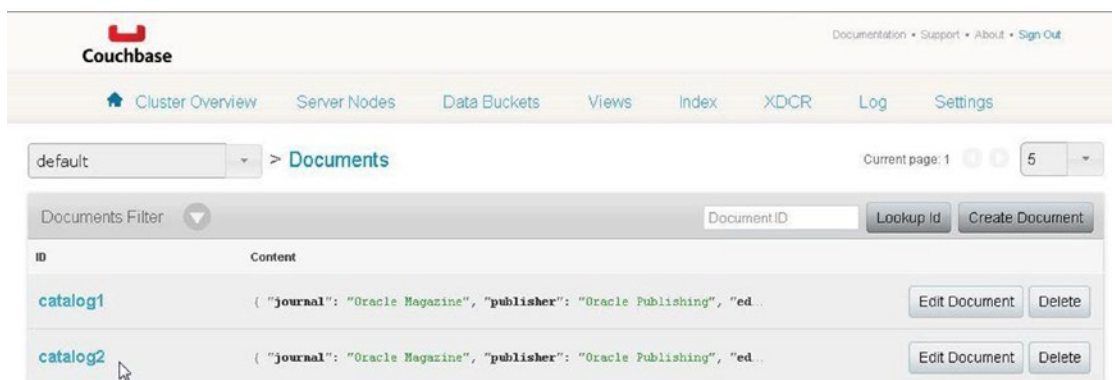 Couchbase
Documentation • Support • About • Sign Out
Cluster Overview Server Nodes Data Buckets Views Index XDCR Log Settings
default > Documents Current page: 1 5
Documents Filter Document ID Lookup Id Create Document
ID Content
catalog1 { "journal": "Oracle Magazine", "publisher": "Oracle Publishing", "ed... Edit Document Delete
catalog2 { "journal": "Oracle Magazine", "publisher": "Oracle Publishing", "ed... Edit Document Delete